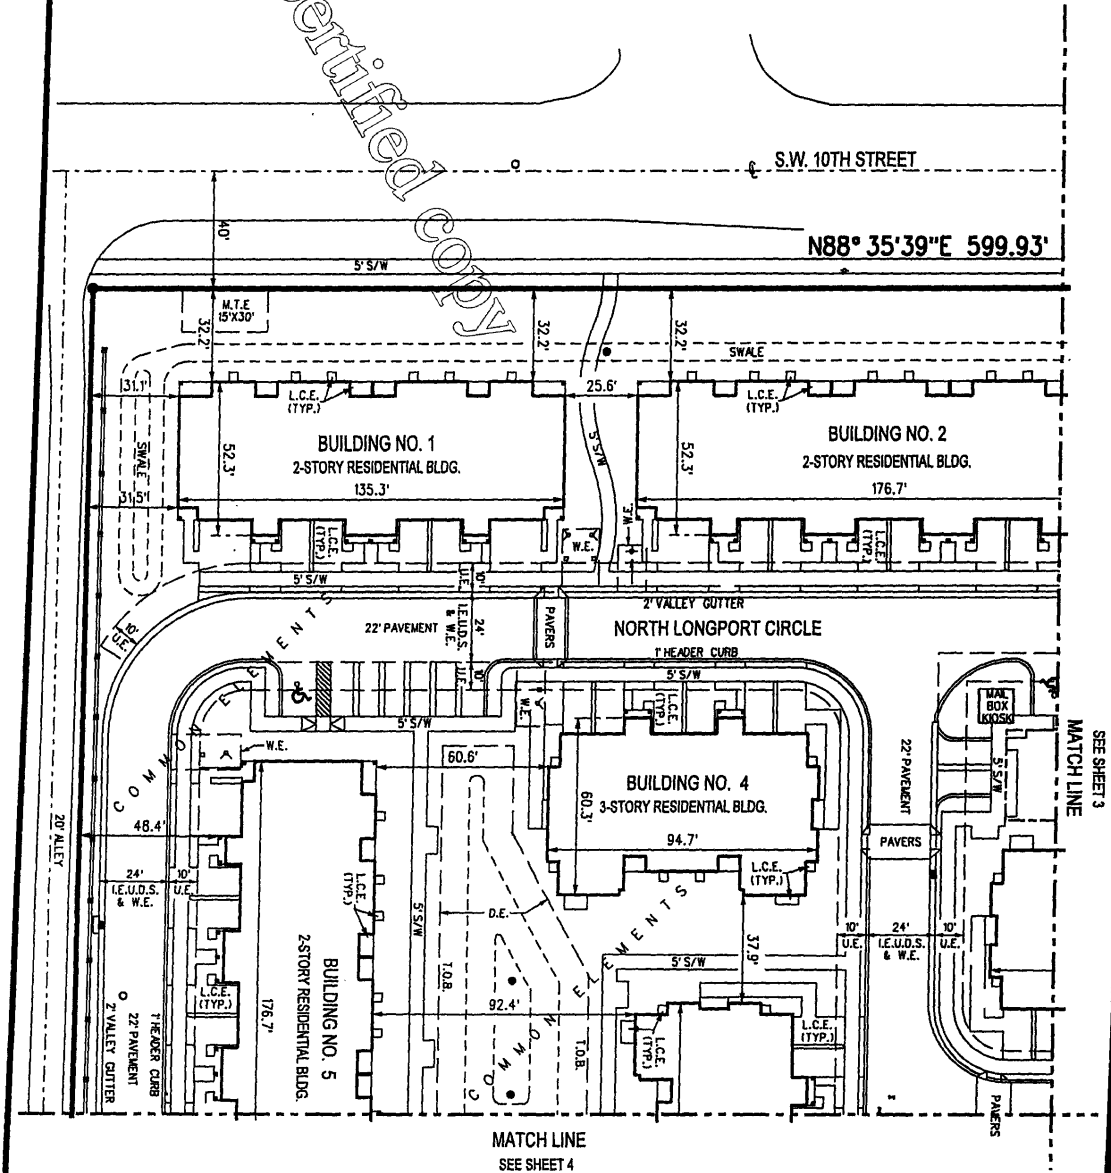 certified copy
S.W. 10TH STREET
40'
N88° 35'39"E 599.93'
5' S/W
M.T.E
15'X30'
32.2'
32.2'
32.2'
SWALE
31.1'
L.C.E.
(TYP.)
25.6'
L.C.E.
(TYP.)
BUILDING NO. 1
2-STORY RESIDENTIAL BLDG.
52.3'
135.3'
5' S/W
BUILDING NO. 2
2-STORY RESIDENTIAL BLDG.
52.3'
176.7'
SWALE
31.5'
L.C.E.
(TYP.)
W.E.
W.E.
L.C.E.
(TYP.)
5' S/W
10'
U.E.
2' VALLEY GUTTER
10'
U.E.
22' PAVEMENT
24'
I.E.U.D.S.
& W.E.
PAVERS
NORTH LONGPORT CIRCLE
1' HEADER CURB
10'
U.E.
5' S/W
COMMON ELEMENTS
5' S/W
W.E.
L.C.E.
(TYP.)
MAIL
BOX
KIOSK
W.E.
60.6'
BUILDING NO. 4
3-STORY RESIDENTIAL BLDG.
60.3'
94.7'
L.C.E.
(TYP.)
22' PAVEMENT
5' S/W
PAVERS
SEE SHEET 3
MATCH LINE
20' ALLEY
48.4'
24'
I.E.U.D.S.
& W.E.
10'
U.E.
L.C.E.
(TYP.)
5' S/W
D.E.
COMMON ELEMENTS
37.9'
10'
U.E.
24'
I.E.U.D.S.
& W.E.
10'
U.E.
BUILDING NO. 5
2-STORY RESIDENTIAL BLDG.
176.7'
L.C.E.
(TYP.)
T.O.B.
92.4'
T.O.B.
5' S/W
L.C.E.
(TYP.)
L.C.E.
(TYP.)
1' HEADER CURB
22' PAVEMENT
2' VALLEY GUTTER
PAVERS
MATCH LINE
SEE SHEET 4